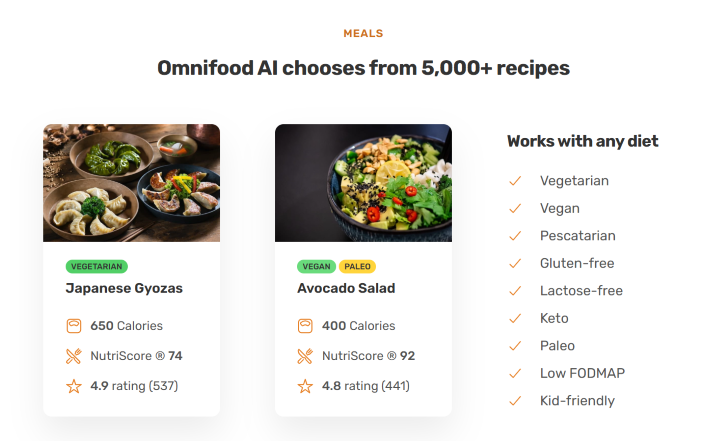 MEALS
Omnifood AI chooses from 5,000+ recipes
VEGETARIAN
Japanese Gyozas
650 Calories
NutriScore ® 74
4.9 rating (537)
VEGAN PALEO
Avocado Salad
400 Calories
NutriScore ® 92
4.8 rating (441)
Works with any diet
Vegetarian
Vegan
Pescatarian
Gluten-free
Lactose-free
Keto
Paleo
Low FODMAP
Kid-friendly